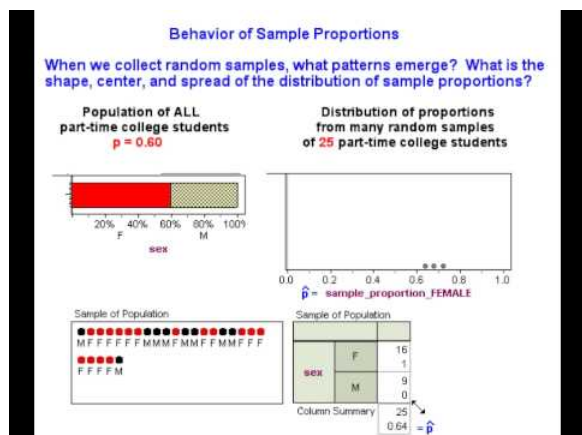 Behavior of Sample Proportions
When we collect random samples, what patterns emerge? What is the
shape, center, and spread of the distribution of sample proportions?
Population of ALL
part-time college students
p = 0.60
Distribution of proportions
from many random samples
of 25 part-time college students
20% 40% 60% 80% 100%
F M
sex
0.0 0.2 0.4 0.6 0.8 1.0
p̂ = sample_proportion_FEMALE
Sample of Population
M F F F F F F M M M F M M F F M M F F F
F F F F M
Sample of Population
sex
F
16
1
M
9
0
Column Summary
25
0.64 = p̂